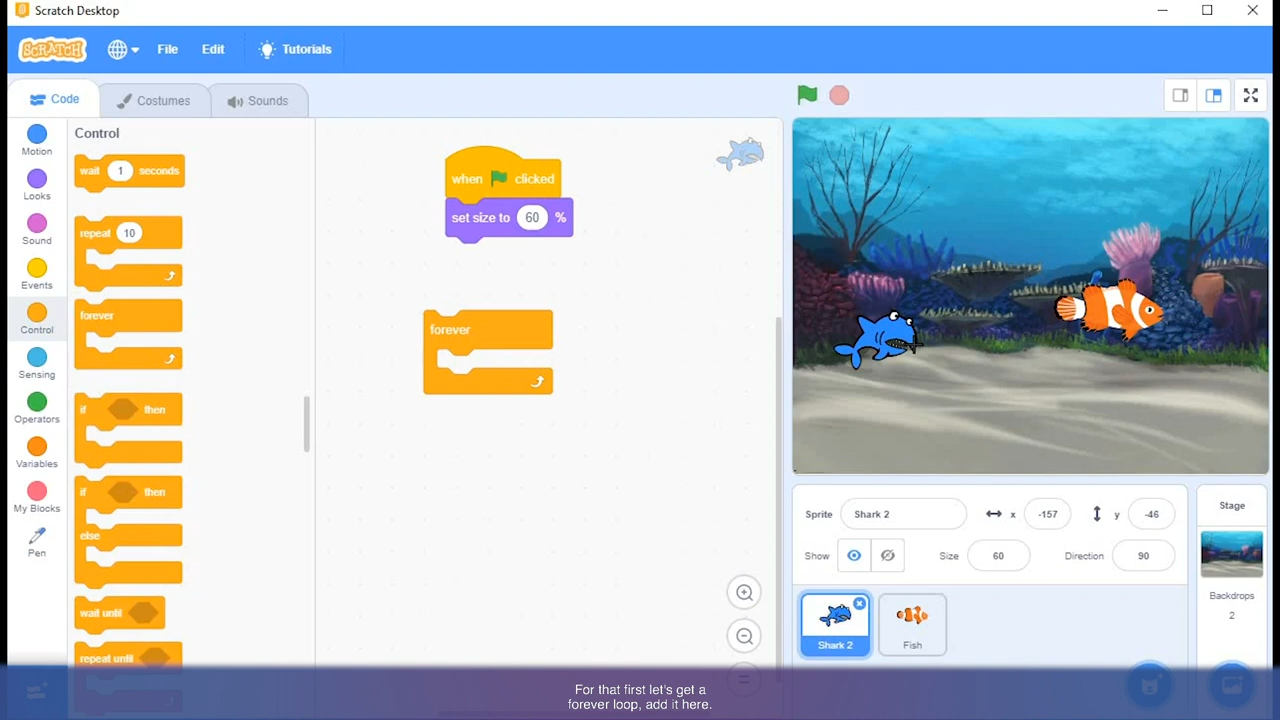 Scratch Desktop
SCRATCH
File
Edit
Tutorials
Code
Costumes
Sounds
Motion
Looks
Sound
Events
Control
Sensing
Operators
Variables
My Blocks
Pen
Control
wait 1 seconds
repeat 10
forever
if then
if then
else
wait until
repeat until
when clicked
set size to 60 %
forever
Sprite Shark 2 x -157 y -46
Show Size 60 Direction 90
Shark 2
Fish
Stage
Backdrops
2
For that first let's get a
forever loop, add it here.